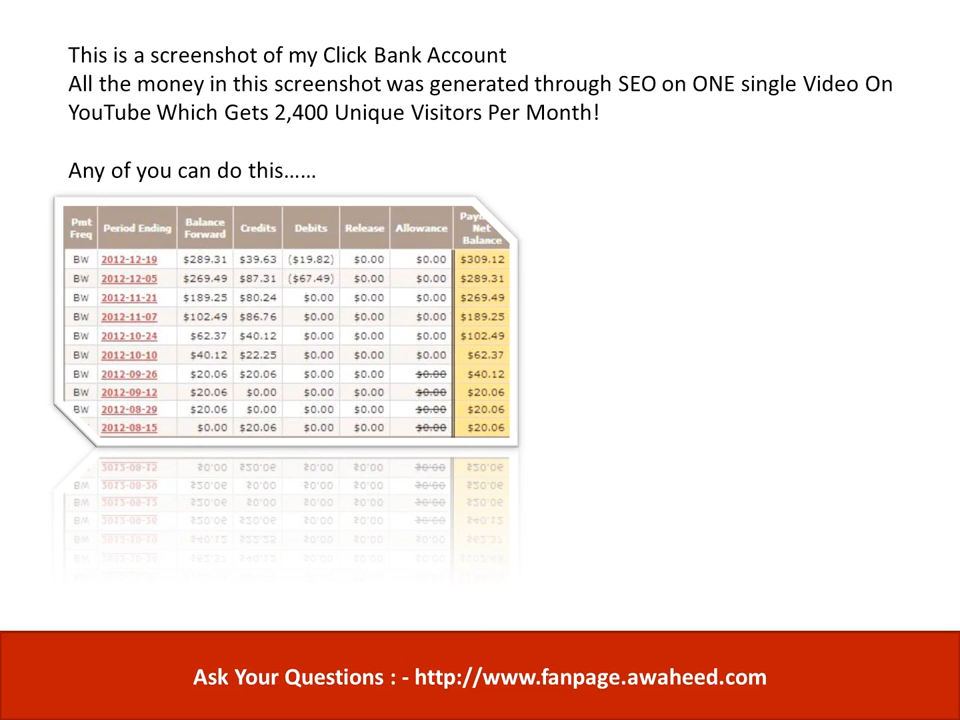 This is a screenshot of my Click Bank Account
All the money in this screenshot was generated through SEO on ONE single Video On
YouTube Which Gets 2,400 Unique Visitors Per Month!
Any of you can do this……
Pmt Freq Period Ending Balance Forward Credits Debits Release Allowance Net Balance
BW 2012-12-19 $289.31 $39.63 ($19.82) $0.00 $0.00 $309.12
BW 2012-12-05 $269.49 $87.31 ($67.49) $0.00 $0.00 $289.31
BW 2012-11-21 $189.25 $80.24 $0.00 $0.00 $0.00 $269.49
BW 2012-11-07 $102.49 $86.76 $0.00 $0.00 $0.00 $189.25
BW 2012-10-24 $62.37 $40.12 $0.00 $0.00 $0.00 $102.49
BW 2012-10-10 $40.12 $22.25 $0.00 $0.00 $0.00 $62.37
BW 2012-09-26 $20.06 $20.06 $0.00 $0.00 $0.00 $40.12
BW 2012-09-12 $20.06 $0.00 $0.00 $0.00 $0.00 $20.06
BW 2012-08-29 $20.06 $0.00 $0.00 $0.00 $0.00 $20.06
2012-08-15 $0.00 $20.06 $0.00 $0.00 $0.00 $20.06
Ask Your Questions : - http://www.fanpage.awaheed.com